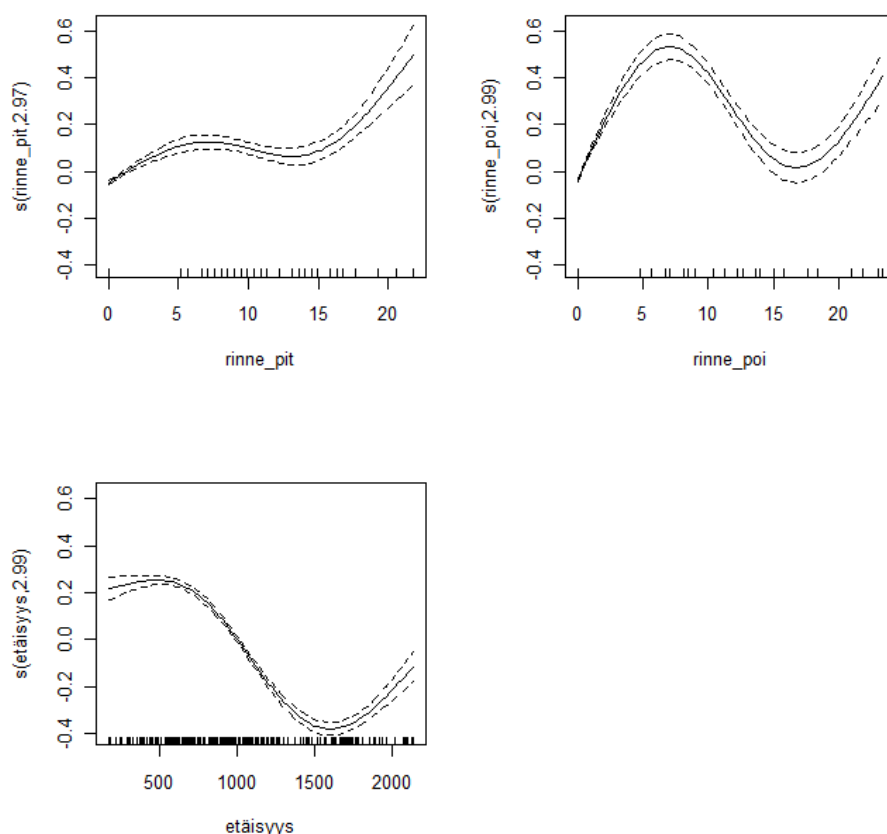 s(rinne_pit,2.97)
-0.4 -0.2 0.0 0.2 0.4 0.6
0 5 10 15 20
rinne_pit
s(rinne_poi,2.99)
-0.4 -0.2 0.0 0.2 0.4 0.6
0 5 10 15 20
rinne_poi
s(etäisyys,2.99)
-0.4 -0.2 0.0 0.2 0.4 0.6
500 1000 1500 2000
etäisyys